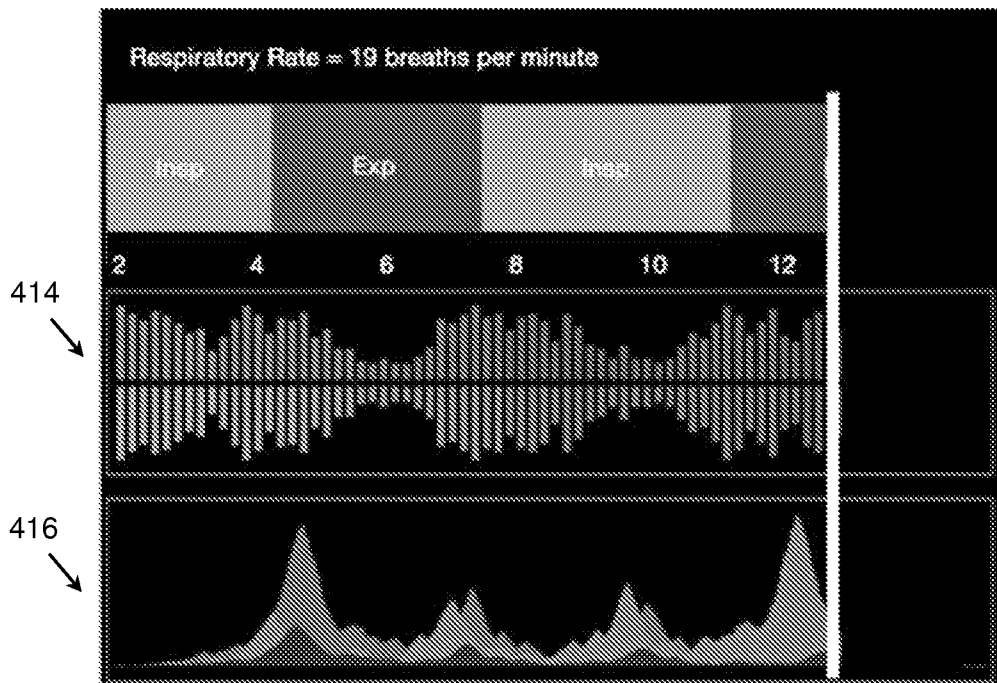 Respiratory Rate = 19 breaths per minute
Insp Exp Insp
2 4 6 8 10 12
414
416